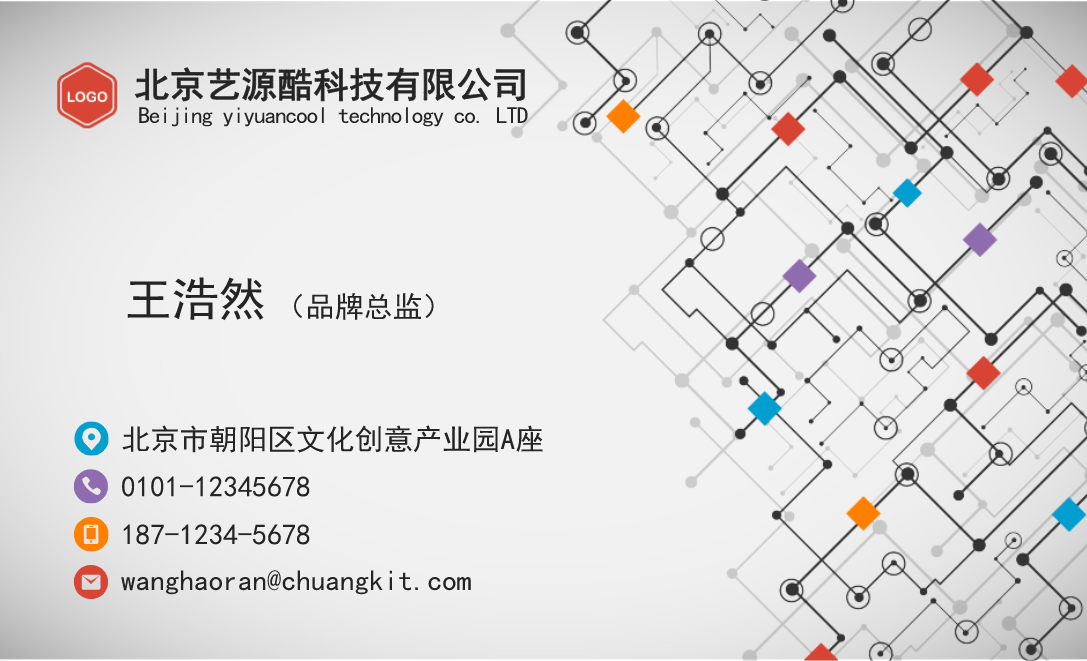 LOGO
北京艺源酷科技有限公司
Beijing yiyuancool technology co. LTD
王浩然 （品牌总监）
北京市朝阳区文化创意产业园A座
0101-12345678
187-1234-5678
wanghaoran@chuangkit.com